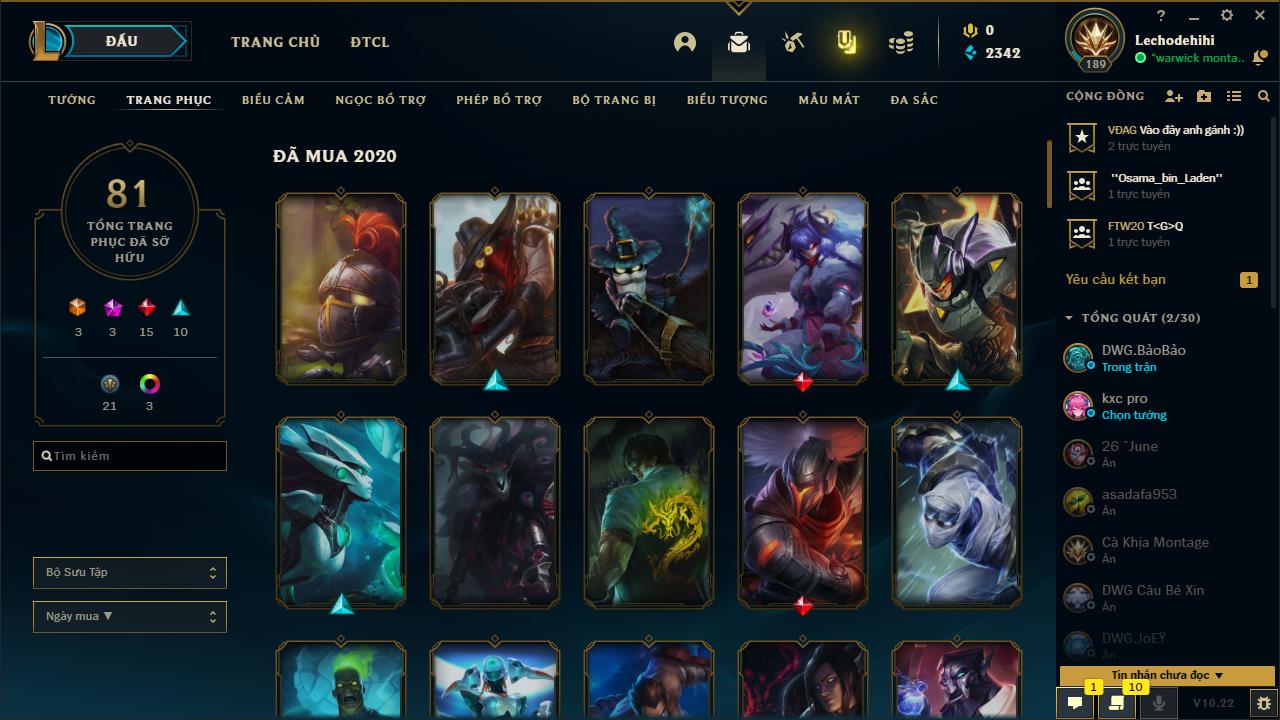 ĐẤU
TRANG CHỦ
ĐTCL
0
2342
189
Lechodehihi
"warwick monta..
TƯỚNG
TRANG PHỤC
BIỂU CẢM
NGỌC BỔ TRỢ
PHÉP BỔ TRỢ
BỘ TRANG BỊ
BIỂU TƯỢNG
MẪU MẮT
ĐA SẮC
CỘNG ĐỒNG
81
TỔNG TRANG
PHỤC ĐÃ SỞ
HỮU
3
3
15
10
21
3
Tìm kiếm
Bộ Sưu Tập
Ngày mua ▼
ĐÃ MUA 2020
VĐAG Vào đây anh gánh :))
2 trực tuyến
"Osama_bin_Laden"
1 trực tuyến
FTW20 T<G>Q
1 trực tuyến
Yêu cầu kết bạn
1
TỔNG QUÁT (2/30)
DWG.BảoBảo
Trong trận
kxc pro
Chọn tướng
26 ˆJune
Ẩn
asadafa953
Ẩn
Cà Khịa Montage
Ẩn
DWG Câu Bé Xin
Ẩn
DWG.JoEŸ
Ẩn
Tin nhắn chưa đọc ▼
1
10
V10.22